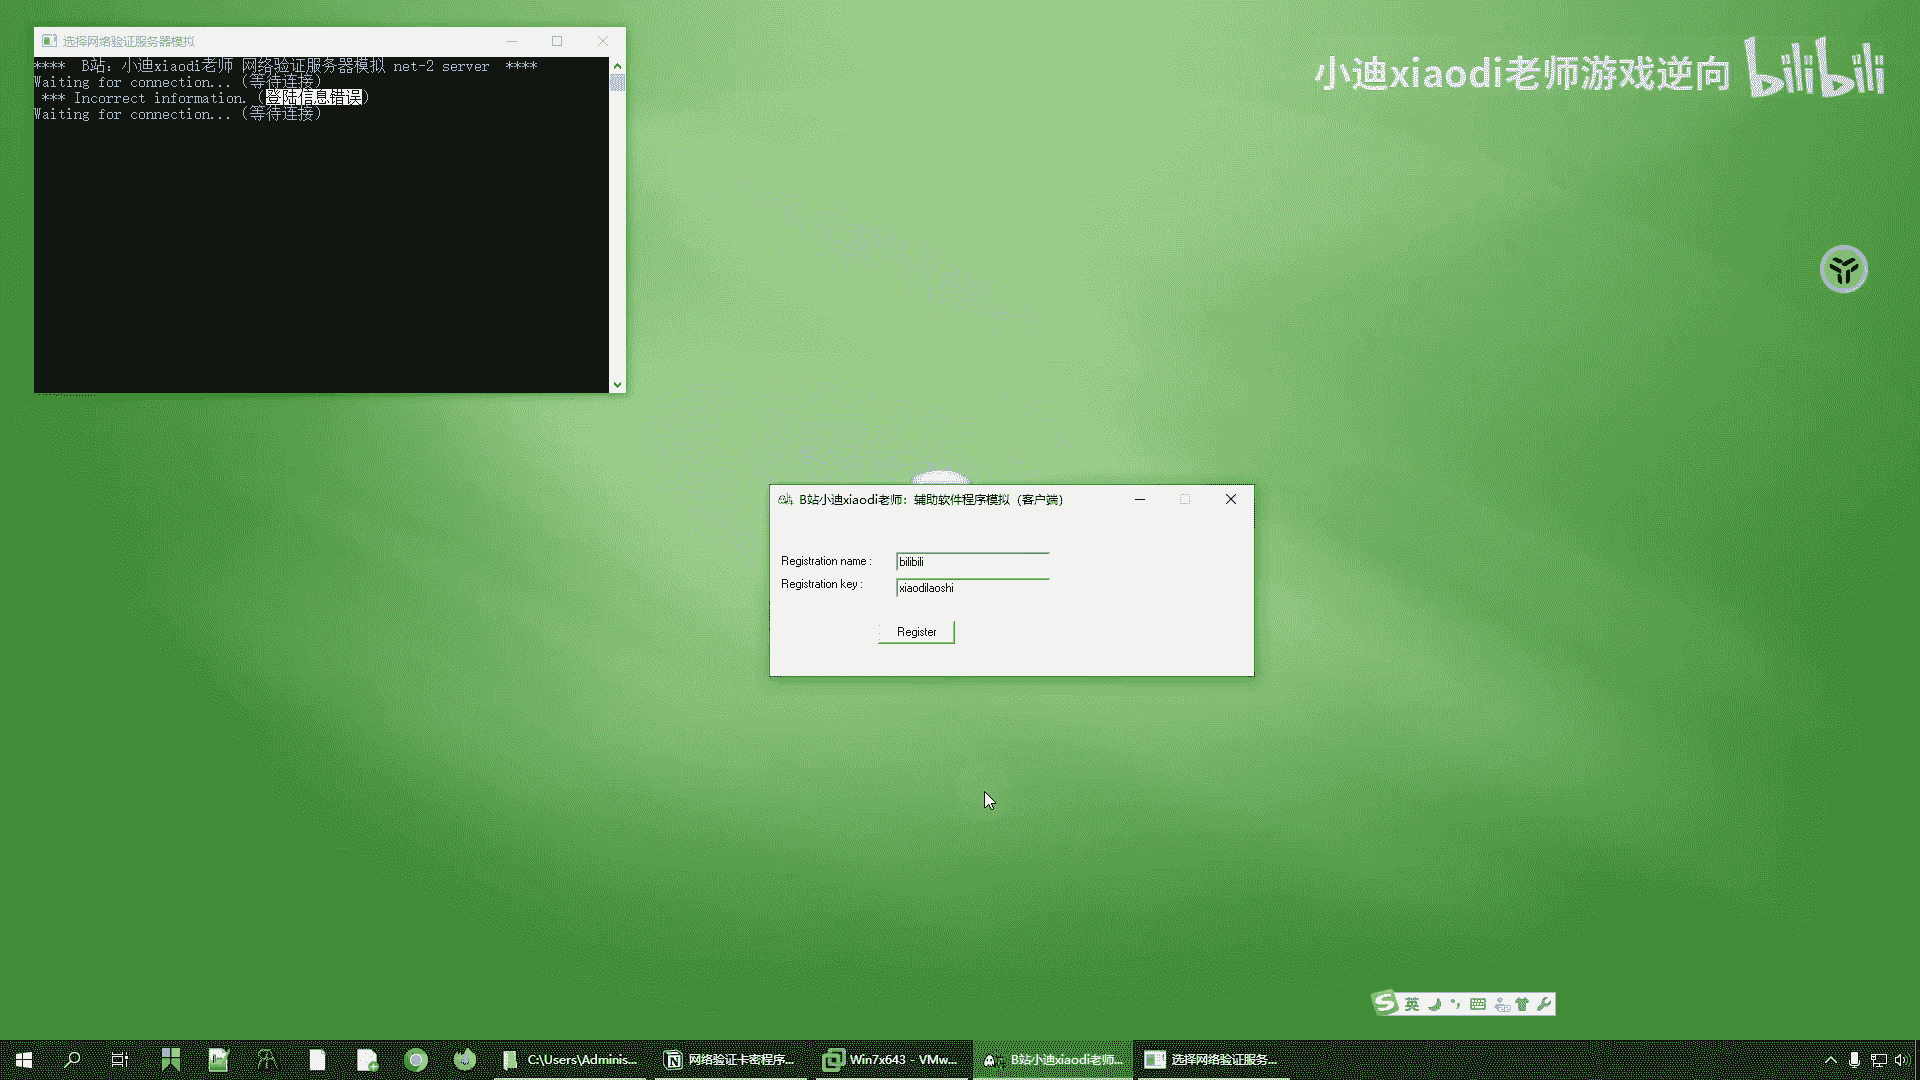 选择网络验证服务器模拟
****  B站：小迪xiaodi老师 网络验证服务器模拟 net-2 server  ****
Waiting for connection... (等待连接)
*** Incorrect information. (登陆信息错误)
Waiting for connection... (等待连接)
小迪xiaodi老师游戏逆向 bilibili
B站小迪xiaodi老师：辅助软件程序模拟（客户端）
Registration name :
bilibili
Registration key :
xiaodilaoshi
Register
英
C:\Users\Adminis...
网络验证卡密程序...
Win7x643 - VMw...
B站小迪xiaodi老师...
选择网络验证服务...